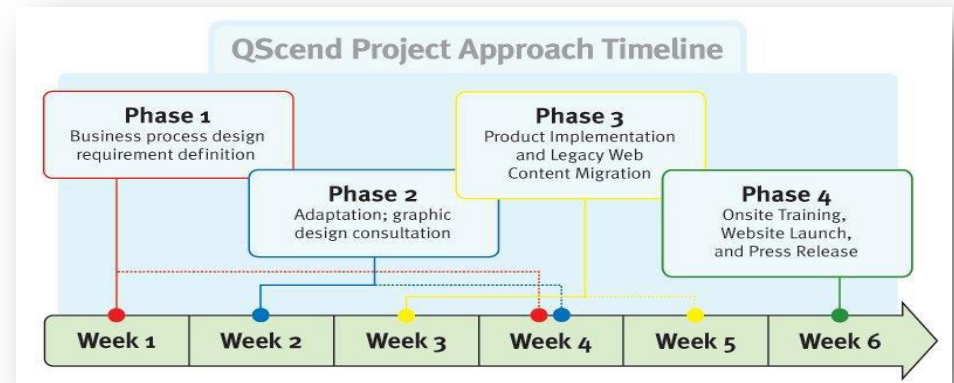 QScend Project Approach Timeline
Phase 1
Business process design
requirement definition
Phase 2
Adaptation; graphic
design consultation
Phase 3
Product Implementation
and Legacy Web
Content Migration
Phase 4
Onsite Training,
Website Launch,
and Press Release
Week 1
Week 2
Week 3
Week 4
Week 5
Week 6